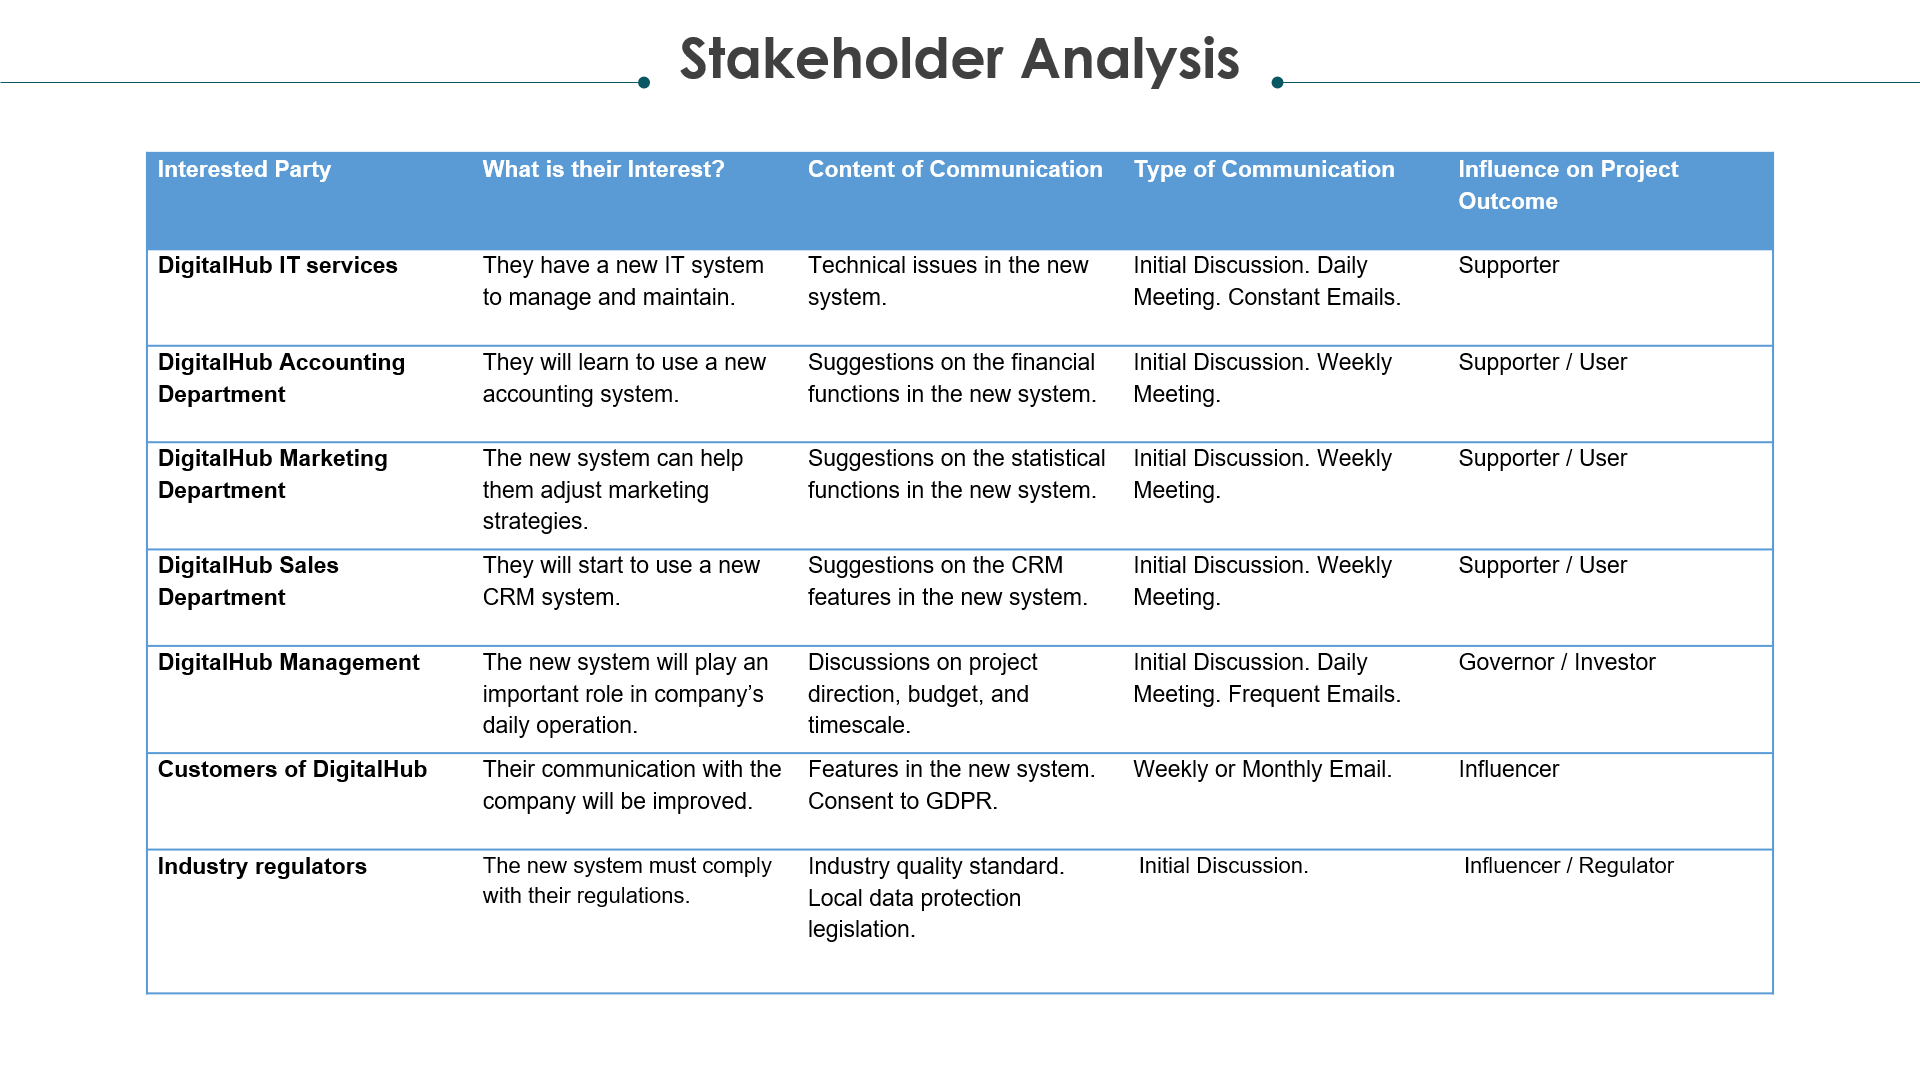 Stakeholder Analysis
Interested Party
What is their Interest?
Content of Communication
Type of Communication
Influence on Project
Outcome
DigitalHub IT services
They have a new IT system
to manage and maintain.
Technical issues in the new
system.
Initial Discussion. Daily
Meeting. Constant Emails.
Supporter
DigitalHub Accounting
Department
They will learn to use a new
accounting system.
Suggestions on the financial
functions in the new system.
Initial Discussion. Weekly
Meeting.
Supporter / User
DigitalHub Marketing
Department
The new system can help
them adjust marketing
strategies.
Suggestions on the statistical
functions in the new system.
Initial Discussion. Weekly
Meeting.
Supporter / User
DigitalHub Sales
Department
They will start to use a new
CRM system.
Suggestions on the CRM
features in the new system.
Initial Discussion. Weekly
Meeting.
Supporter / User
DigitalHub Management
The new system will play an
important role in company’s
daily operation.
Discussions on project
direction, budget, and
timescale.
Initial Discussion. Daily
Meeting. Frequent Emails.
Governor / Investor
Customers of DigitalHub
Their communication with the
company will be improved.
Features in the new system.
Consent to GDPR.
Weekly or Monthly Email.
Influencer
Industry regulators
The new system must comply
with their regulations.
Industry quality standard.
Local data protection
legislation.
Initial Discussion.
Influencer / Regulator